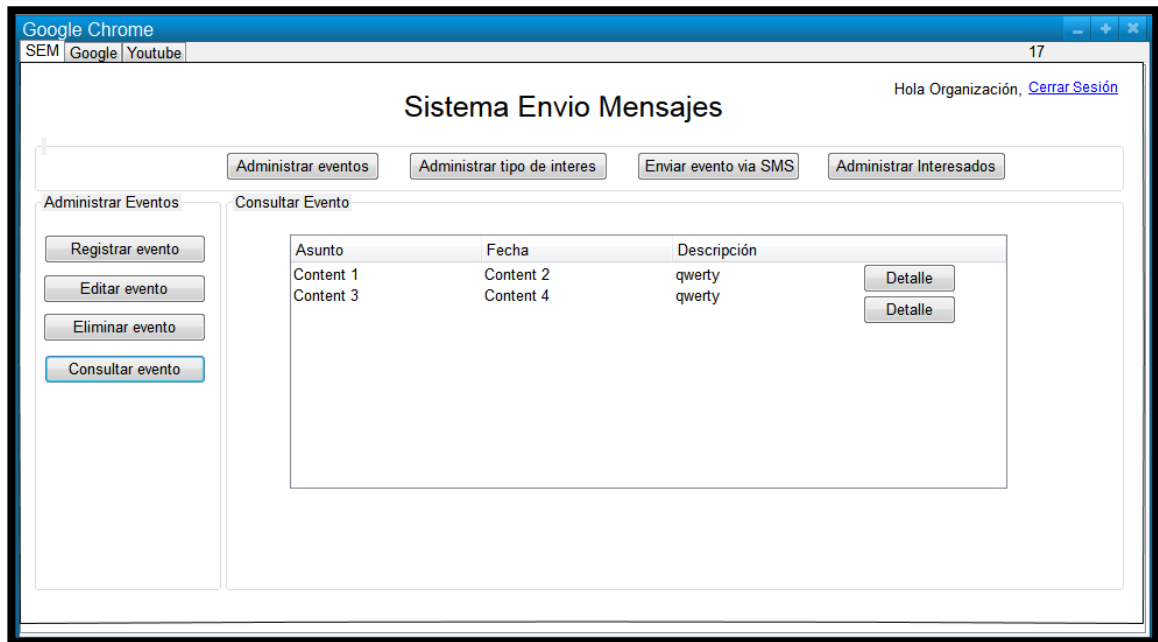 Google Chrome
SEM Google Youtube 17
Hola Organización, Cerrar Sesión
Sistema Envio Mensajes
Administrar eventos Administrar tipo de interes Enviar evento via SMS Administrar Interesados
Administrar Eventos Consultar Evento
Registrar evento
Editar evento
Eliminar evento
Consultar evento
Asunto Fecha Descripción
Content 1 Content 2 qwerty Detalle
Content 3 Content 4 qwerty Detalle